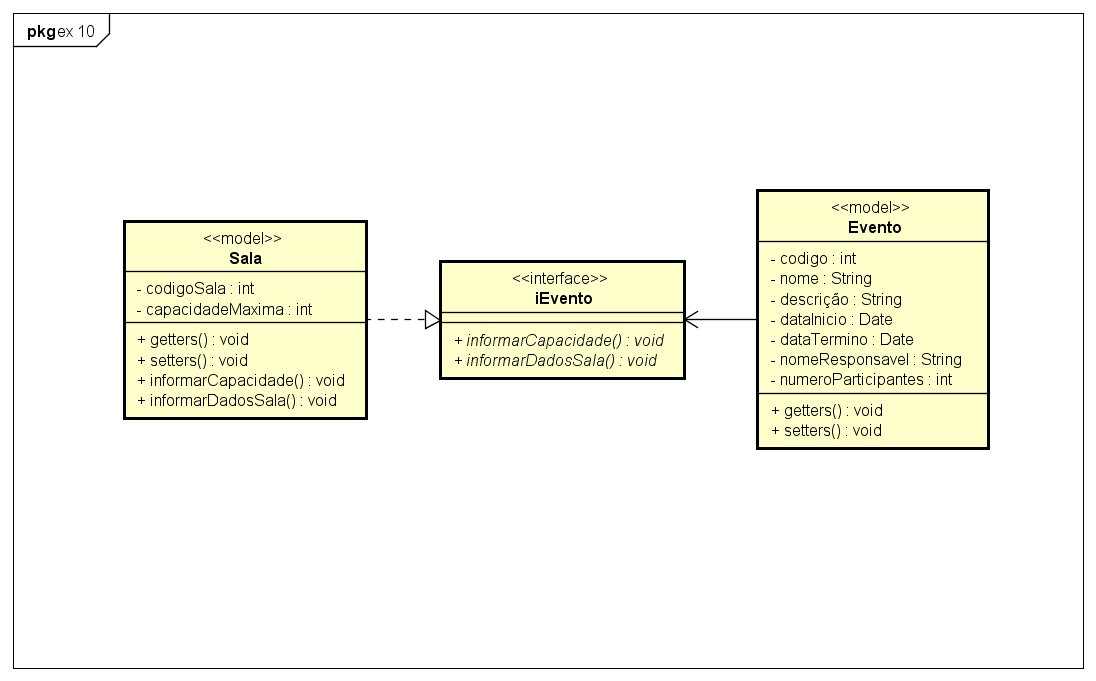 pkg ex 10
<<model>>
Sala
- codigoSala : int
- capacidadeMaxima : int
+ getters() : void
+ setters() : void
+ informarCapacidade() : void
+ informarDadosSala() : void
<<interface>>
iEvento
+ informarCapacidade() : void
+ informarDadosSala() : void
<<model>>
Evento
- codigo : int
- nome : String
- descrição : String
- dataInicio : Date
- dataTermino : Date
- nomeResponsavel : String
- numeroParticipantes : int
+ getters() : void
+ setters() : void